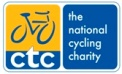 ctc
the
national
cycling
charity